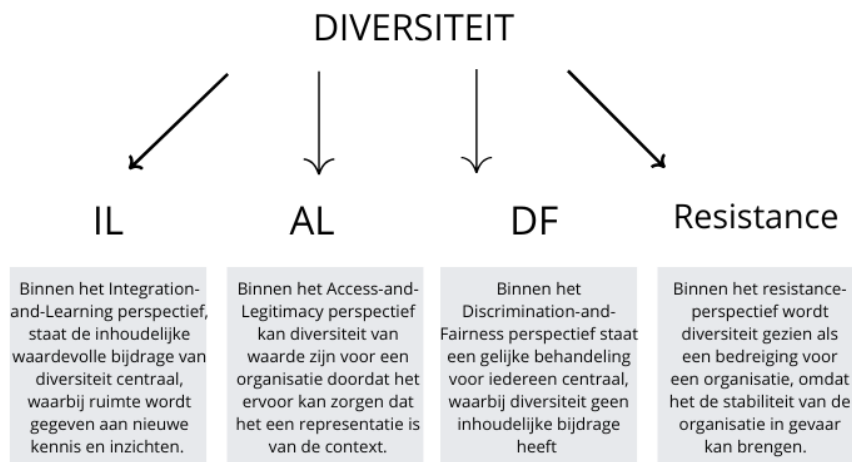 DIVERSITEIT
IL
Binnen het Integration-
and-Learning perspectief,
staat de inhoudelijke
waardevolle bijdrage van
diversiteit centraal,
waarbij ruimte wordt
gegeven aan nieuwe
kennis en inzichten.
AL
Binnen het Access-and-
Legitimacy perspectief
kan diversiteit van
waarde zijn voor een
organisatie doordat het
ervoor kan zorgen dat
het een representatie is
van de context.
DF
Binnen het
Discrimination-and-
Fairness perspectief staat
een gelijke behandeling
voor iedereen centraal,
waarbij diversiteit geen
inhoudelijke bijdrage
heeft
Resistance
Binnen het resistance-
perspectief wordt
diversiteit gezien als
een bedreiging voor
een organisatie, omdat
het de stabiliteit van de
organisatie in gevaar
kan brengen.